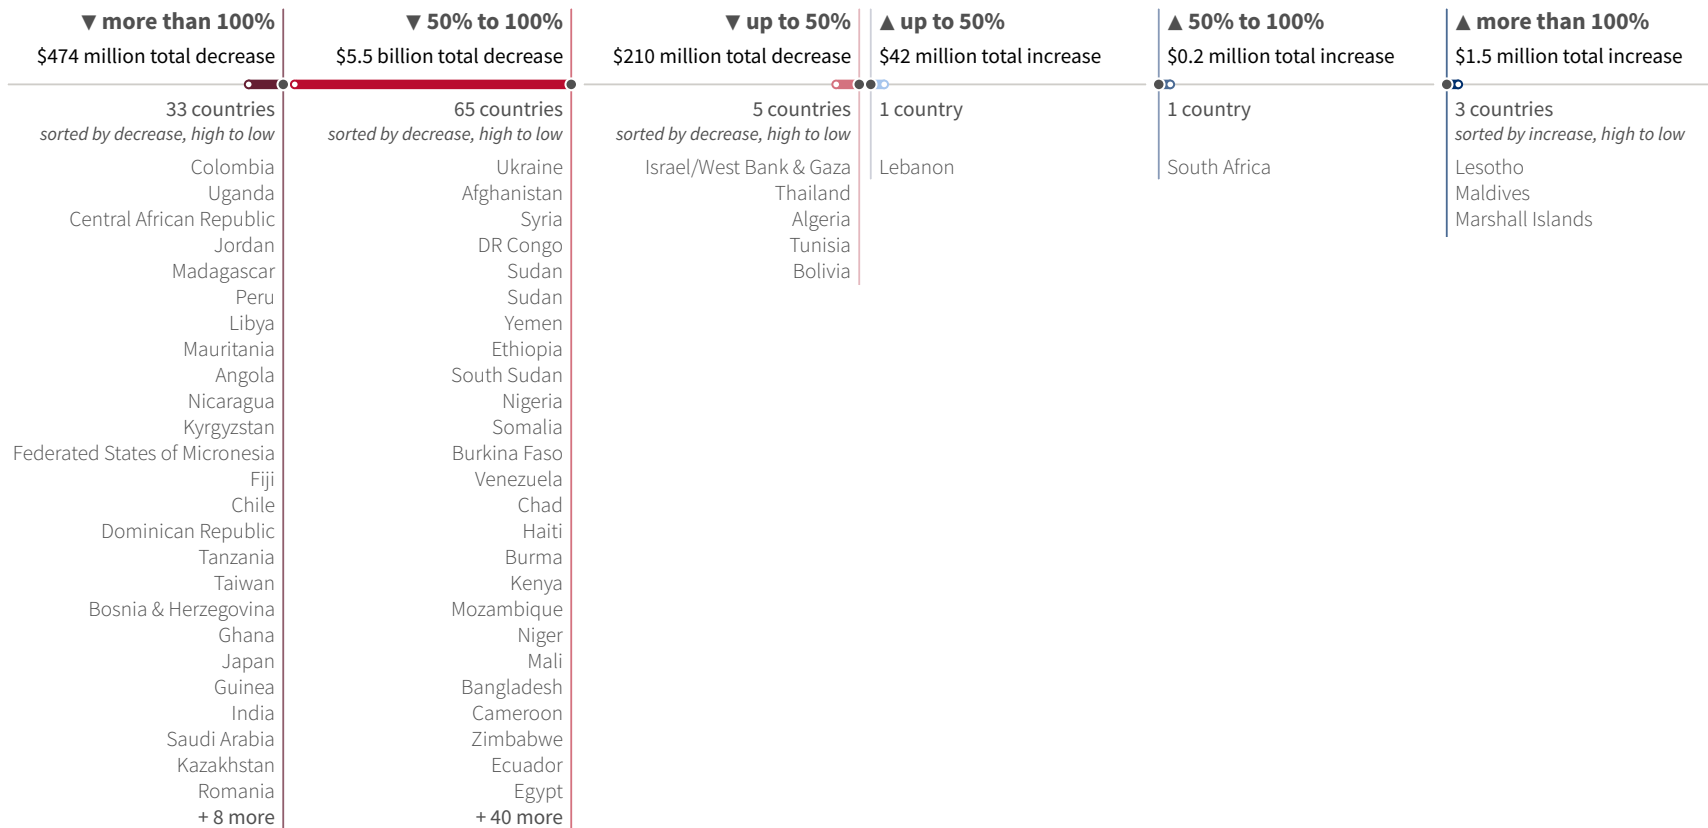 ▼ more than 100%
$474 million total decrease
33 countries
sorted by decrease, high to low
Colombia
Uganda
Central African Republic
Jordan
Madagascar
Peru
Libya
Mauritania
Angola
Nicaragua
Kyrgyzstan
Federated States of Micronesia
Fiji
Chile
Dominican Republic
Tanzania
Taiwan
Bosnia & Herzegovina
Ghana
Japan
Guinea
India
Saudi Arabia
Kazakhstan
Romania
+ 8 more
▼ 50% to 100%
$5.5 billion total decrease
65 countries
sorted by decrease, high to low
Ukraine
Afghanistan
Syria
DR Congo
Sudan
Sudan
Yemen
Ethiopia
South Sudan
Nigeria
Somalia
Burkina Faso
Venezuela
Chad
Haiti
Burma
Kenya
Mozambique
Niger
Mali
Bangladesh
Cameroon
Zimbabwe
Ecuador
Egypt
+ 40 more
▼ up to 50%
$210 million total decrease
5 countries
sorted by decrease, high to low
Israel/West Bank & Gaza
Thailand
Algeria
Tunisia
Bolivia
▲ up to 50%
$42 million total increase
1 country
Lebanon
▲ 50% to 100%
$0.2 million total increase
1 country
South Africa
▲ more than 100%
$1.5 million total increase
3 countries
sorted by increase, high to low
Lesotho
Maldives
Marshall Islands